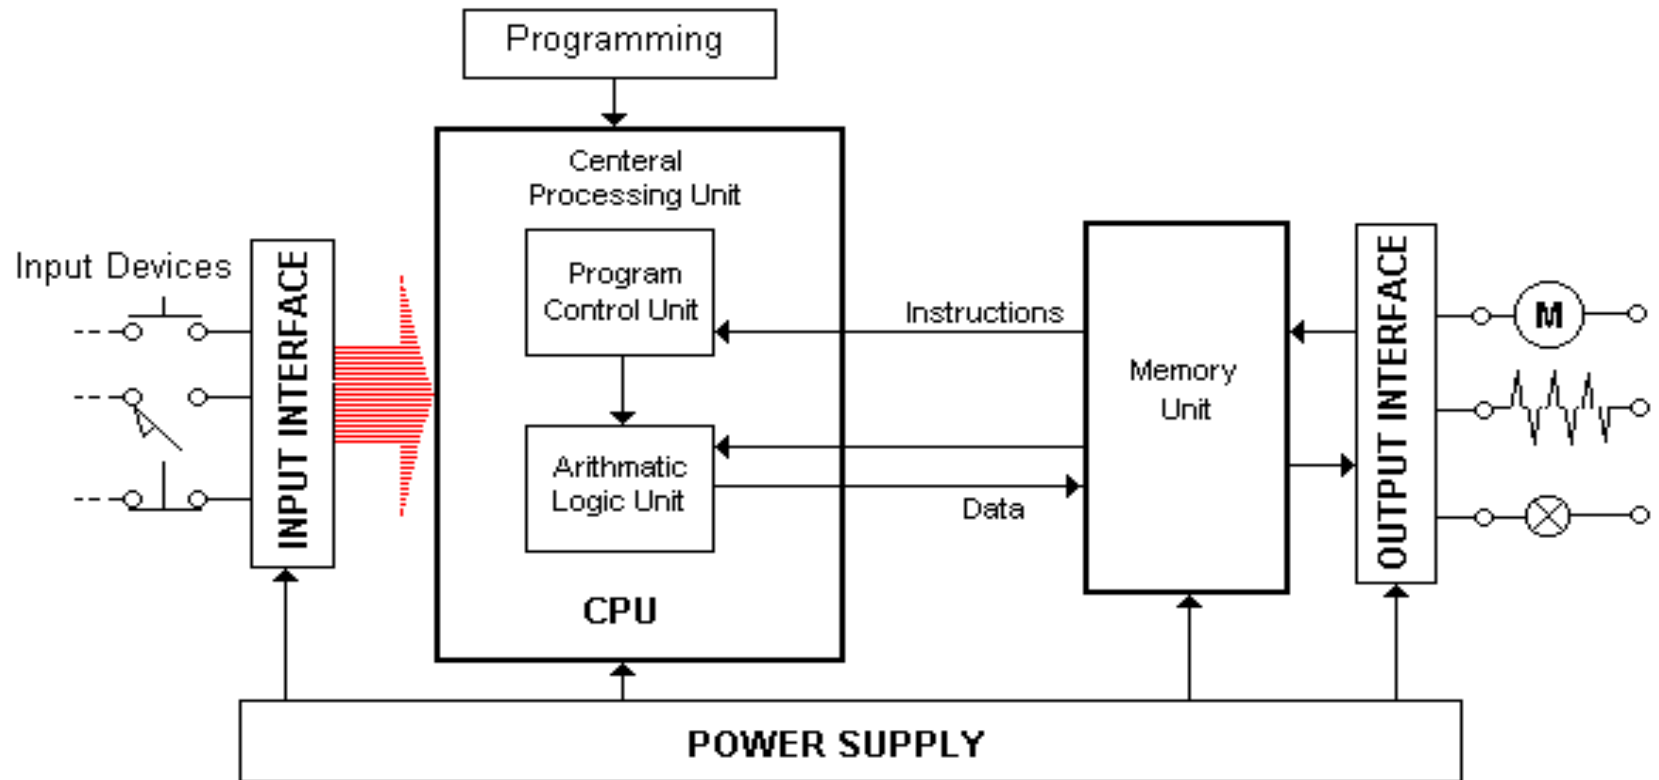 Programming
Centeral
Processing Unit
Input Devices
INPUT INTERFACE
Program
Control Unit
Instructions
Arithmatic
Logic Unit
Data
CPU
Memory
Unit
OUTPUT INTERFACE
M
POWER SUPPLY